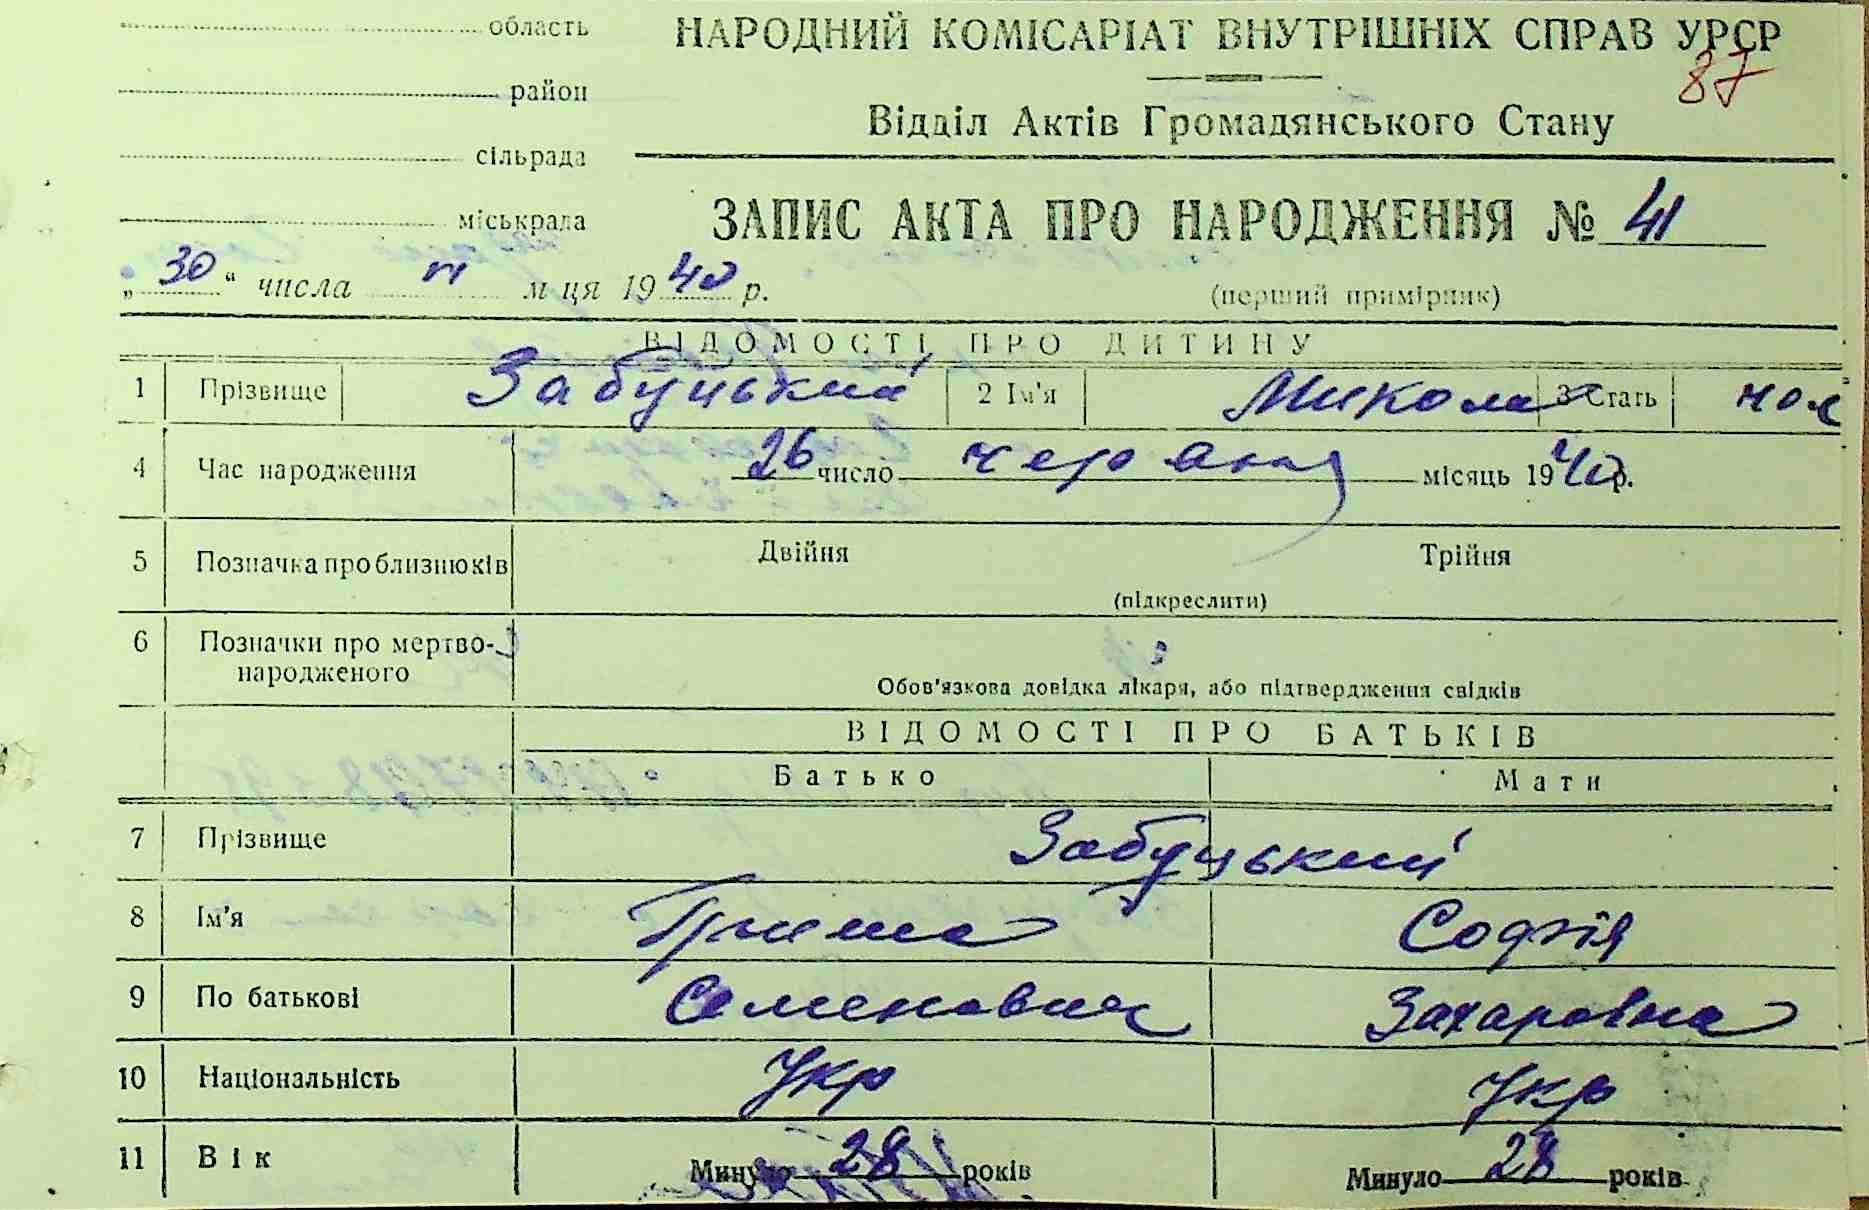 область
район
сільрада
міськрада
НАРОДНИЙ КОМІСАРІАТ ВНУТРІШНІХ СПРАВ УРСР
87
Відділ Актів Громадянського Стану
ЗАПИС АКТА ПРО НАРОДЖЕННЯ № 41
„30“ числа м ця 1940 р.
(перший примірник)
ВІДОМОСТІ ПРО ДИТИНУ
1 Прізвище Забуцький 2 Ім'я Микола 3 Стать чол
4 Час народження 26 число червня місяць 1940 р.
5 Позначка про близнюків Двійня Трійня
(підкреслити)
6 Позначки про мертво-
народженого
Обов'язкова довідка лікаря, або підтвердження свідків
ВІДОМОСТІ ПРО БАТЬКІВ
Батько Мати
7 Прізвище Забуцький
8 Ім'я Гриша Софія
9 По батькові Семенович Захаровна
10 Національність Укр Укр
11 Вік Минуло 28 років Минуло 28 років